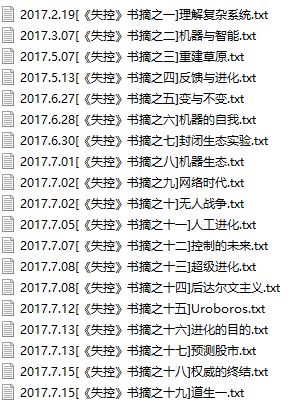 2017.2.19[《失控》书摘之一]理解复杂系统.txt
2017.3.07[《失控》书摘之二]机器与智能.txt
2017.5.07[《失控》书摘之三]重建草原.txt
2017.5.13[《失控》书摘之四]反馈与进化.txt
2017.6.27[《失控》书摘之五]变与不变.txt
2017.6.28[《失控》书摘之六]机器的自我.txt
2017.6.30[《失控》书摘之七]封闭生态实验.txt
2017.7.01[《失控》书摘之八]机器生态.txt
2017.7.02[《失控》书摘之九]网络时代.txt
2017.7.02[《失控》书摘之十]无人战争.txt
2017.7.05[《失控》书摘之十一]人工进化.txt
2017.7.07[《失控》书摘之十二]控制的未来.txt
2017.7.08[《失控》书摘之十三]超级进化.txt
2017.7.08[《失控》书摘之十四]后达尔文主义.txt
2017.7.12[《失控》书摘之十五]Uroboros.txt
2017.7.13[《失控》书摘之十六]进化的目的.txt
2017.7.13[《失控》书摘之十七]预测股市.txt
2017.7.15[《失控》书摘之十八]权威的终结.txt
2017.7.15[《失控》书摘之十九]道生一.txt